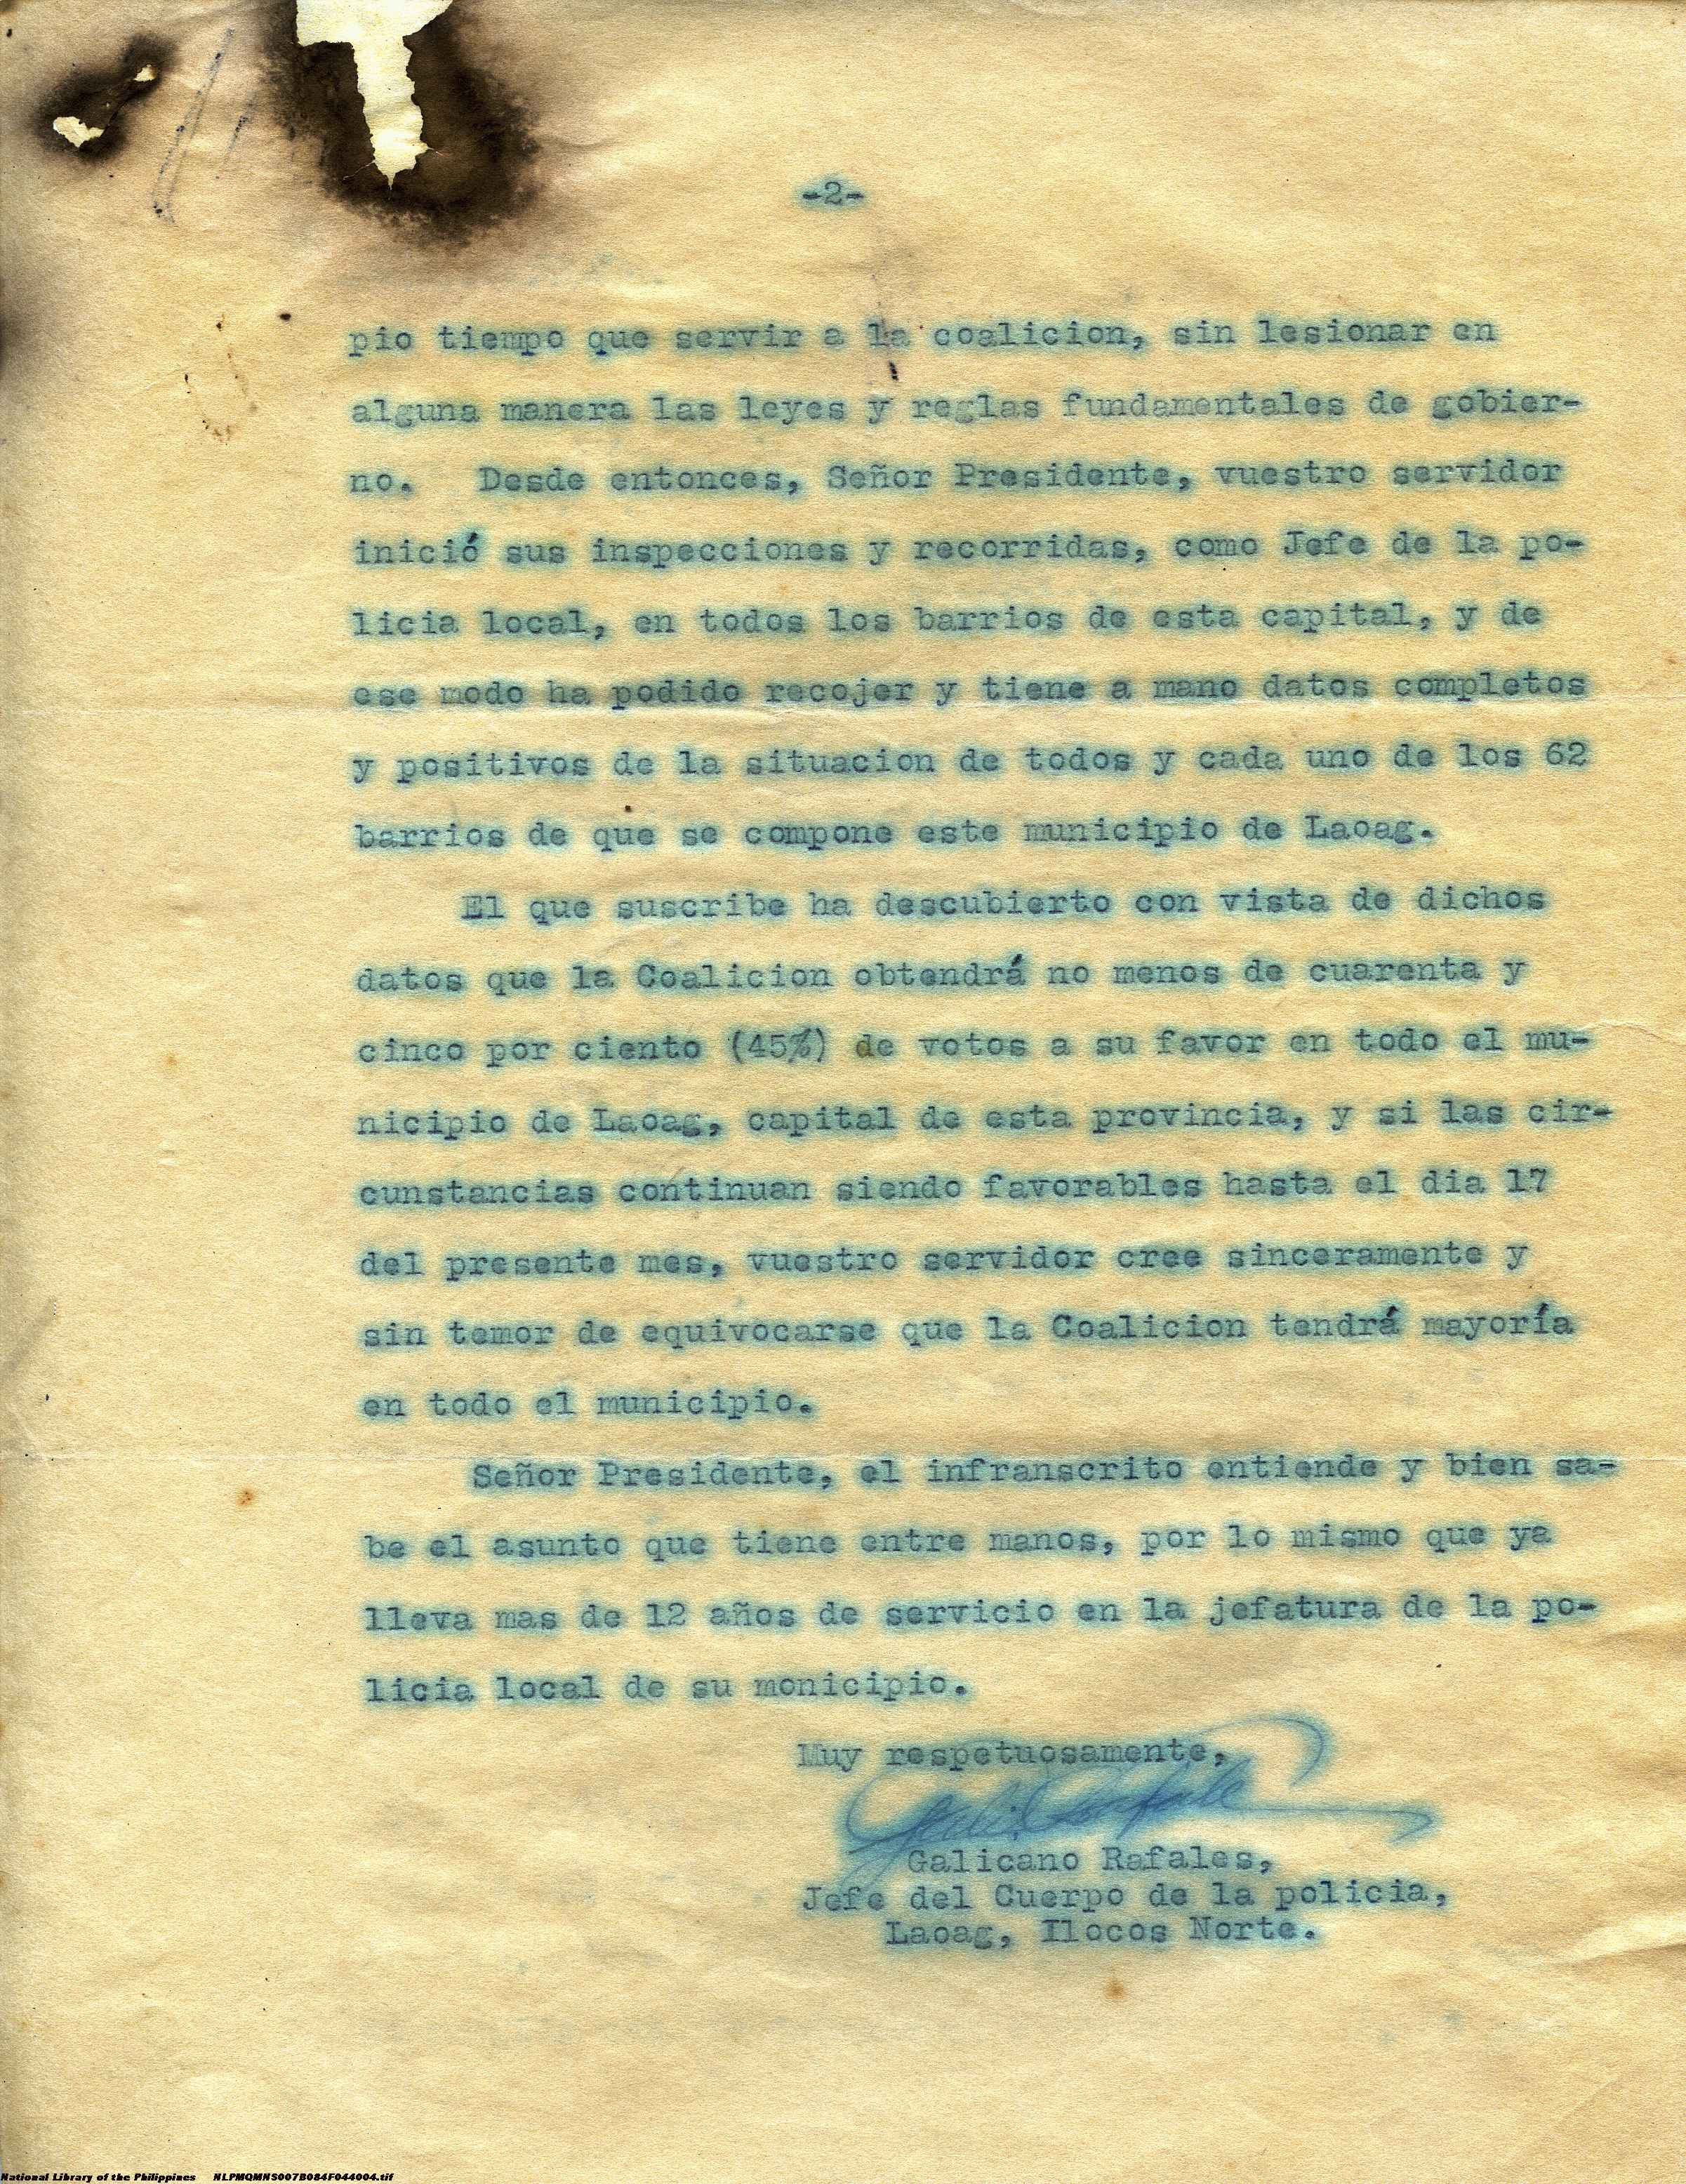 -2-
pio tiempo que servir a la coalicion, sin lesionar en
alguna manera las leyes y reglas fundamentales de gobier-
no. Desde entonces, Señor Presidente, vuestro servidor
inició sus inspecciones y recorridas, como Jefe de la po-
licia local, en todos los barrios de esta capital, y de
ese modo ha podido recojer y tiene a mano datos completos
y positivos de la situacion de todos y cada uno de los 62
barrios de que se compone este municipio de Laoag.
El que suscribe ha descubierto con vista de dichos
datos que la Coalicion obtendrá no menos de cuarenta y
cinco por ciento (45%) de votos a su favor en todo el mu-
nicipio de Laoag, capital de esta provincia, y si las cir-
cunstancias continuan siendo favorables hasta el dia 17
del presente mes, vuestro servidor cree sinceramente y
sin temor de equivocarse que la Coalicion tendrá mayoría
en todo el municipio.
Señor Presidente, el infranscrito entiende y bien sa-
be el asunto que tiene entre manos, por lo mismo que ya
lleva mas de 12 años de servicio en la jefatura de la po-
licia local de su monicipio.
Muy respetuosamente,
Galicano Rafales,
Jefe del Cuerpo de la policia,
Laoag, Ilocos Norte.
National Library of the Philippines NLPMQMNS007B084F044004.tif